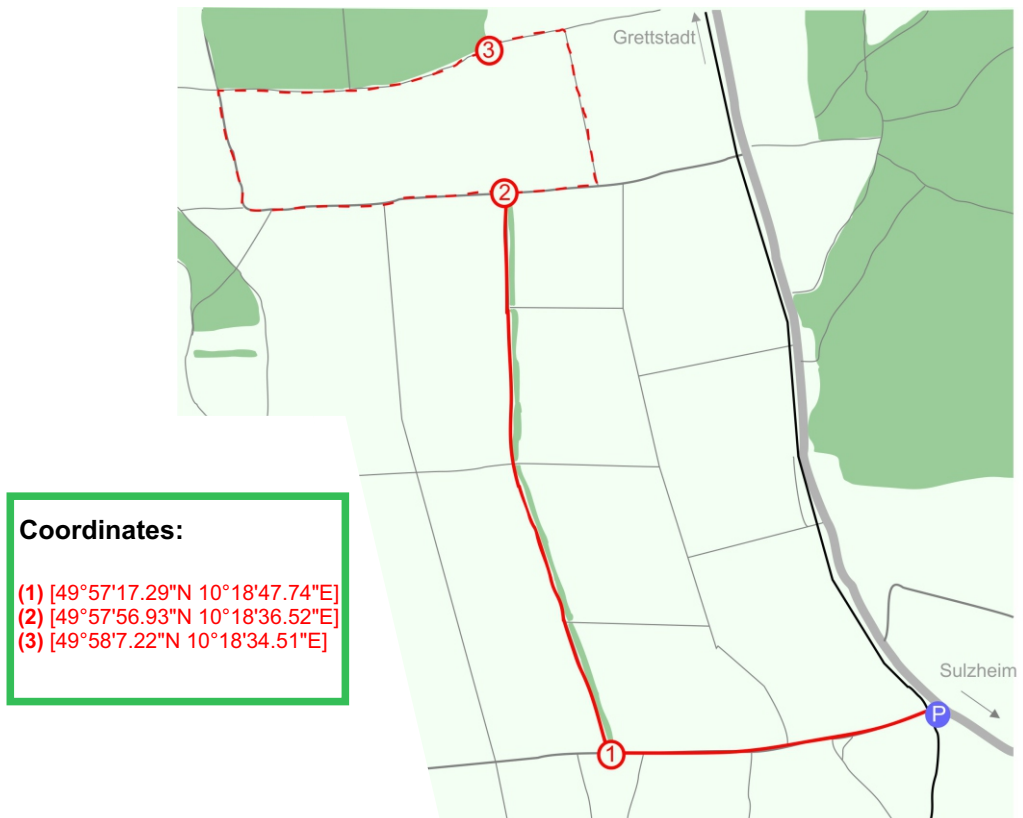 3
Grettstadt
2
Coordinates:
(1) [49°57'17.29"N 10°18'47.74"E]
(2) [49°57'56.93"N 10°18'36.52"E]
(3) [49°58'7.22"N 10°18'34.51"E]
Sulzheim
P
1